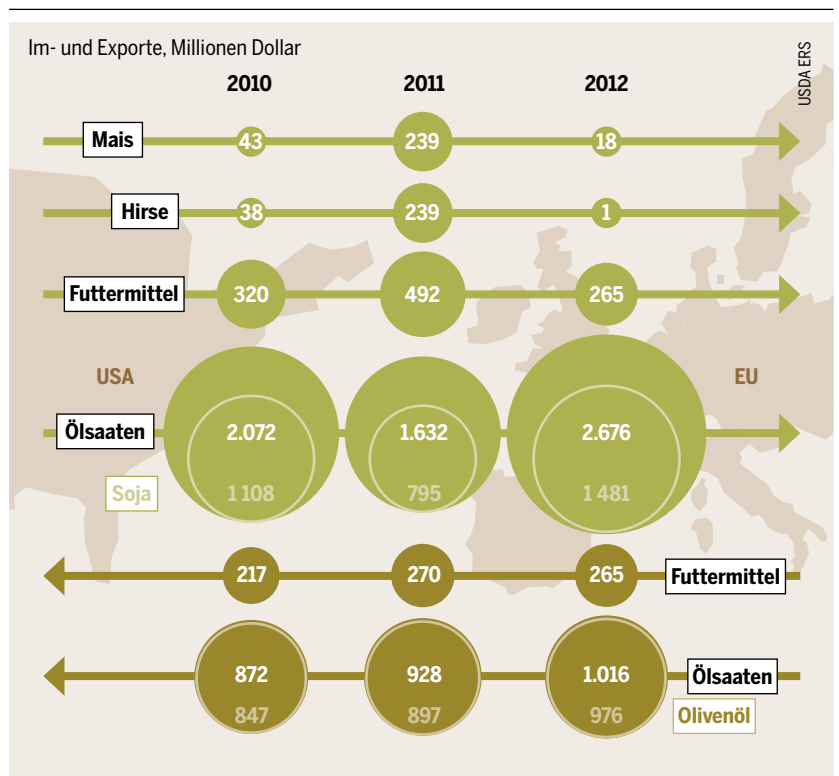 Im- und Exporte, Millionen Dollar
USDA ERS
2010 2011 2012
Mais 43 239 18
Hirse 38 239 1
Futtermittel 320 492 265
USA EU
Ölsaaten 2.072 1.632 2.676
Soja 1 108 795 1 481
217 270 265 Futtermittel
872 928 1.016 Ölsaaten
847 897 976 Olivenöl